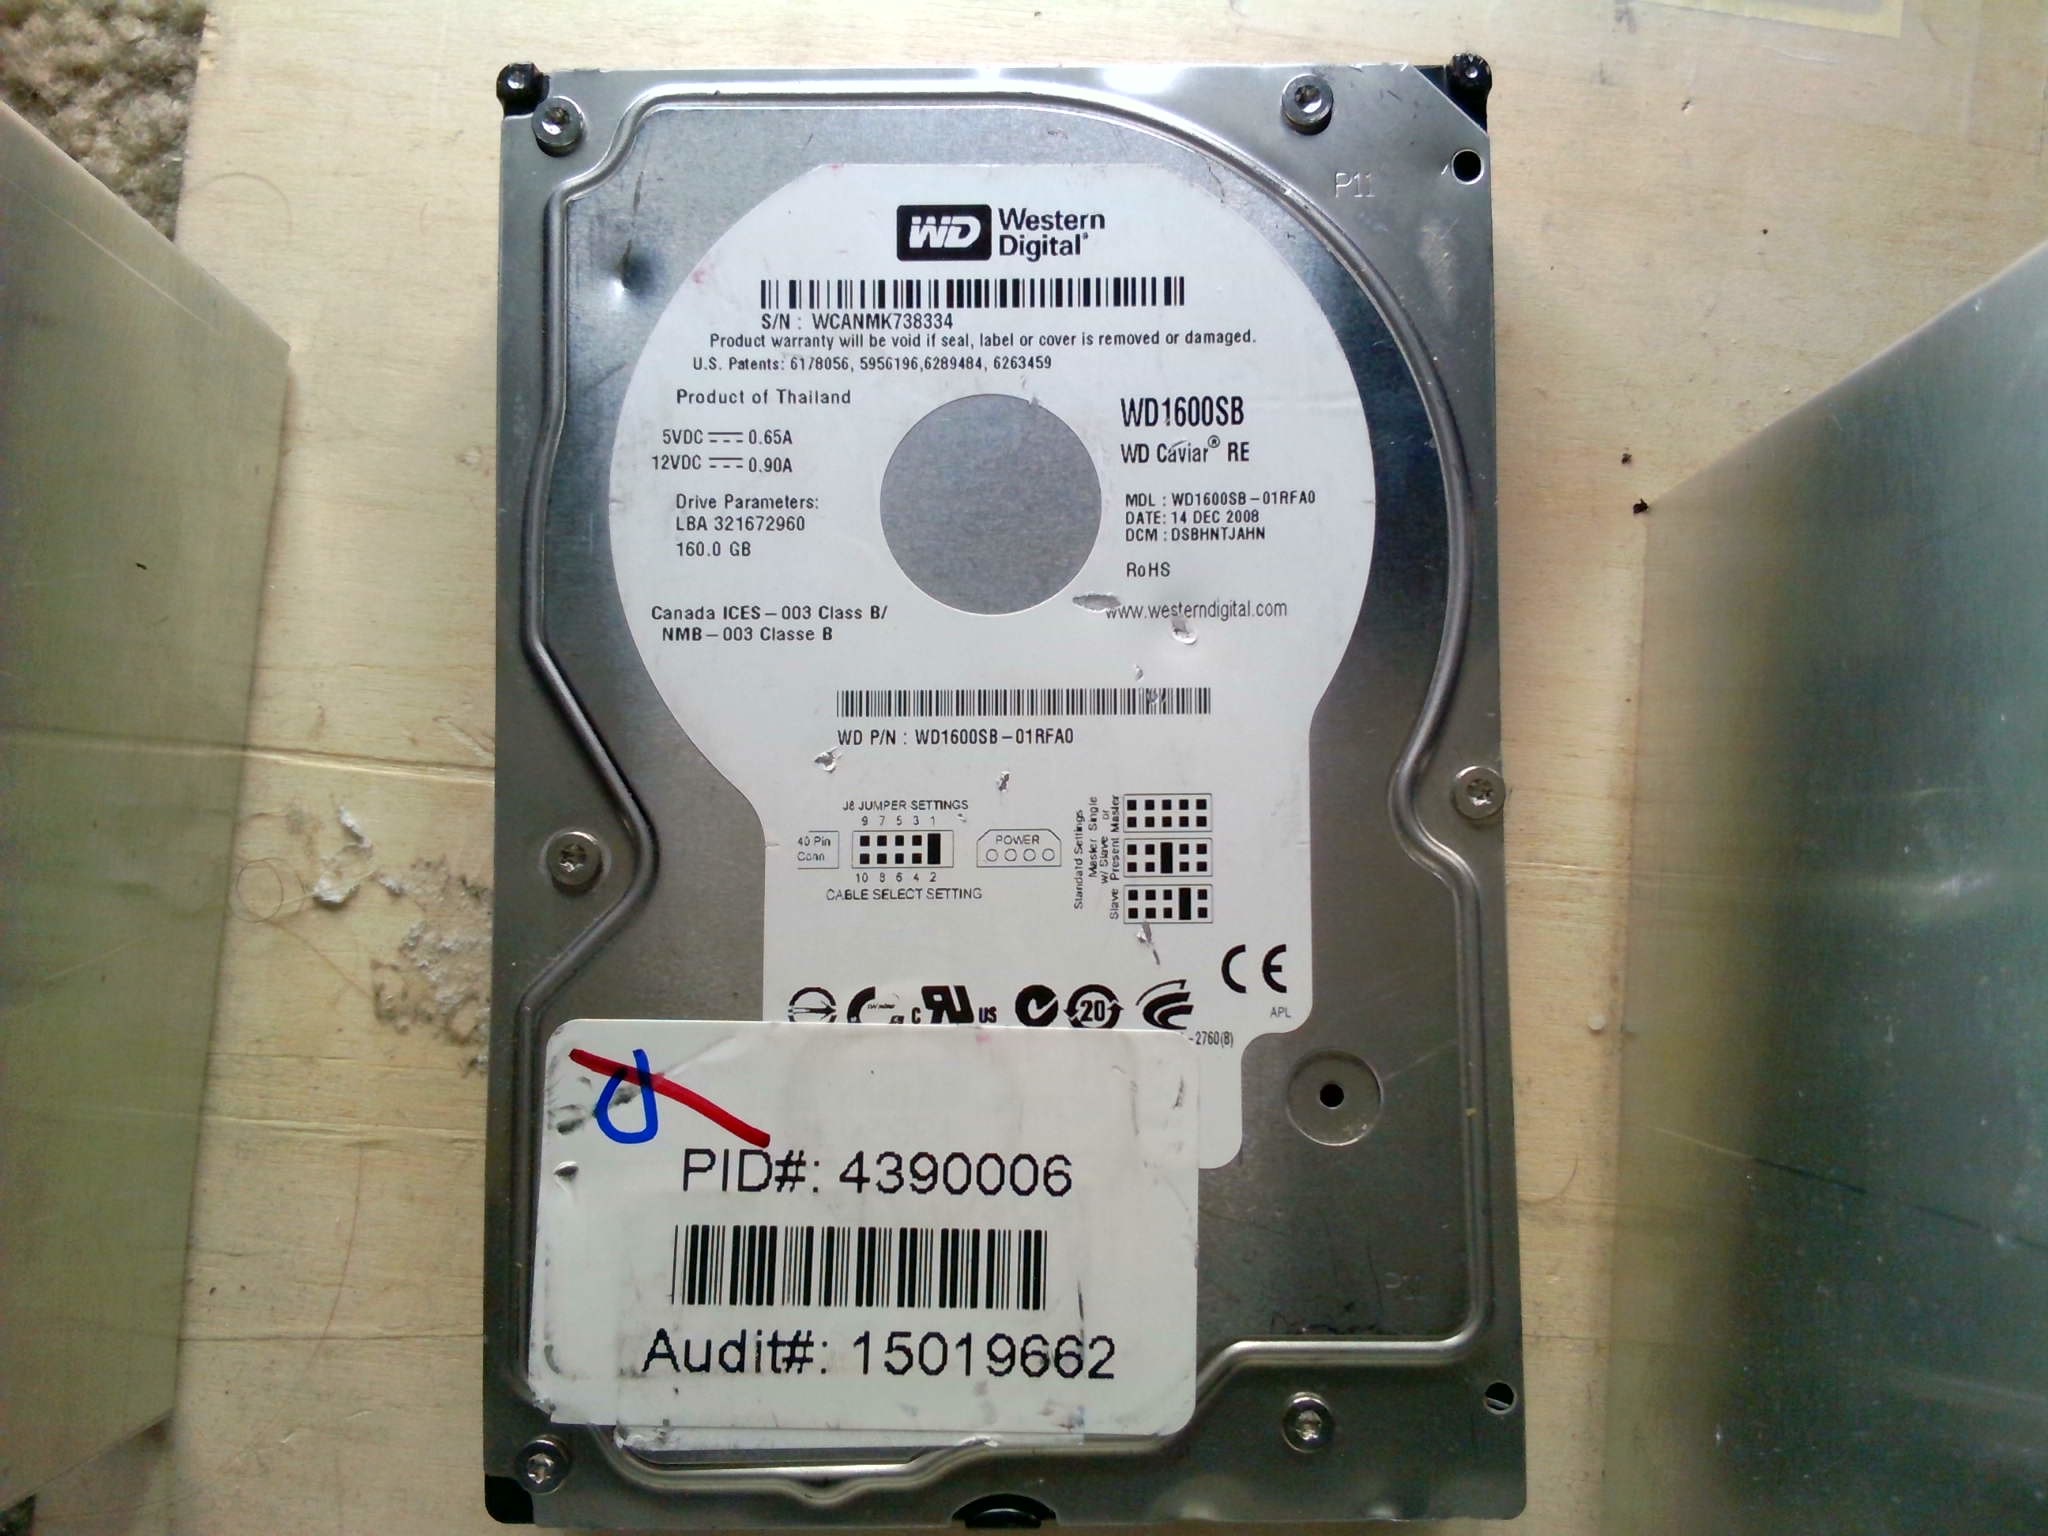 P11
WD Western
Digital®
S/N : WCANMK738334
Product warranty will be void if seal, label or cover is removed or damaged.
U.S. Patents: 6178056, 5956196,6289484, 6263459
Product of Thailand
5VDC 0.65A
12VDC 0.90A
Drive Parameters:
LBA 321672960
160.0 GB
Canada ICES-003 Class B/
NMB-003 Classe B
WD1600SB
WD Caviar® RE
MDL : WD1600SB-01RFA0
DATE: 14 DEC 2008
DCM : DSBHNTJAHN
RoHS
www.westerndigital.com
WD P/N : WD1600SB-01RFA0
J8 JUMPER SETTINGS
9 7 5 3 1
40 Pin
Conn
10 8 6 4 2
CABLE SELECT SETTING
POWER
Standard Settings
Single
or
Master
Master
w/ Slave
Present
Slave
C US
20
CE
APL
-2760(B)
PID#: 4390006
Audit#: 15019662